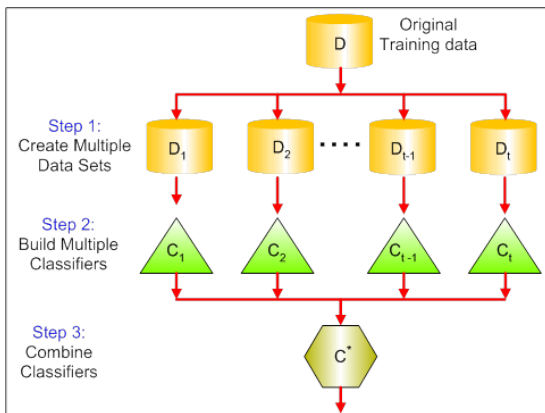 Original
Training data
D
Step 1:
Create Multiple
Data Sets
D1 D2 .... Dt-1 Dt
Step 2:
Build Multiple
Classifiers
C1 C2 Ct-1 Ct
Step 3:
Combine
Classifiers
C*